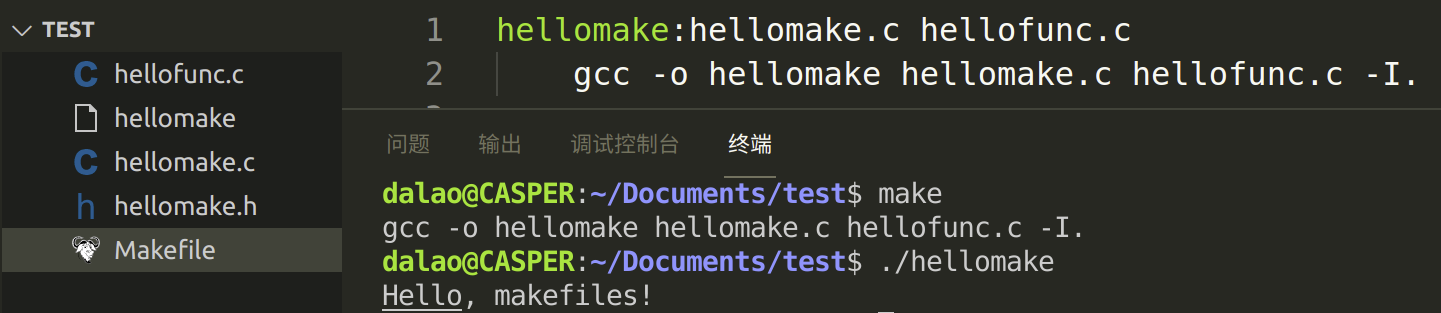 TEST
hellofunc.c
hellomake
hellomake.c
hellomake.h
Makefile
1 hellomake:hellomake.c hellofunc.c
2 gcc -o hellomake hellomake.c hellofunc.c -I.
问题 输出 调试控制台 终端
dalao@CASPER:~/Documents/test$ make
gcc -o hellomake hellomake.c hellofunc.c -I.
dalao@CASPER:~/Documents/test$ ./hellomake
Hello, makefiles!